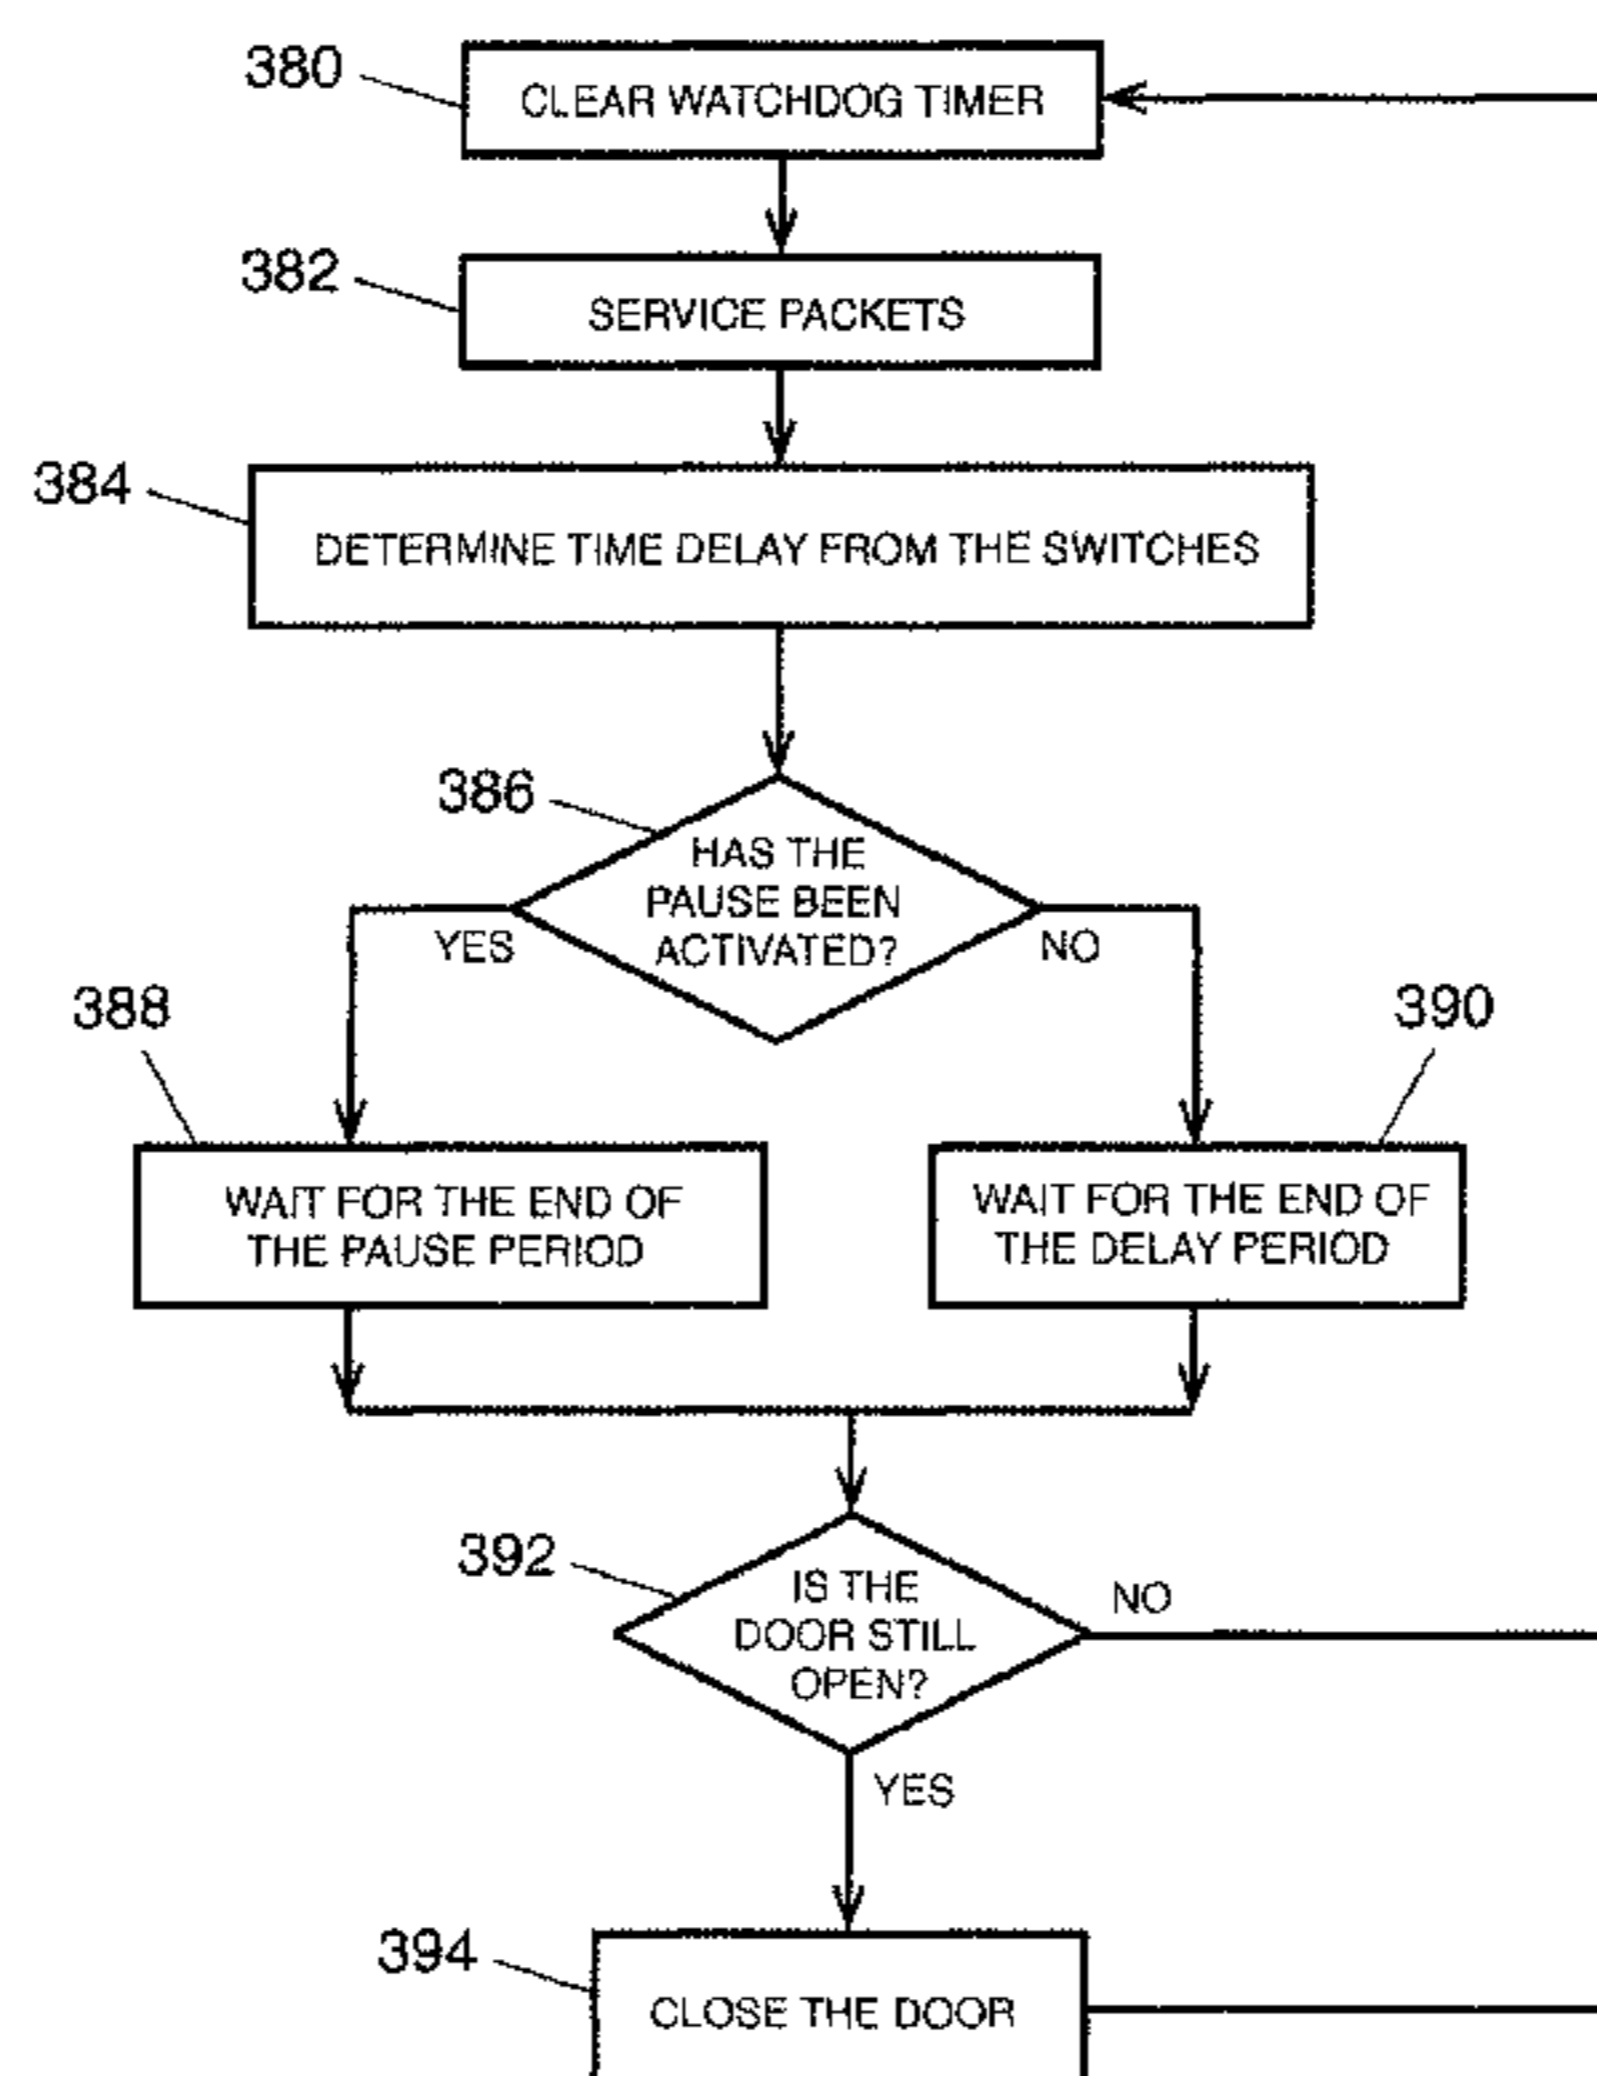 380
CLEAR WATCHDOG TIMER
382
SERVICE PACKETS
384
DETERMINE TIME DELAY FROM THE SWITCHES
386
HAS THE
PAUSE BEEN
ACTIVATED?
YES
NO
388
390
WAIT FOR THE END OF
THE PAUSE PERIOD
WAIT FOR THE END OF
THE DELAY PERIOD
392
IS THE
DOOR STILL
OPEN?
NO
YES
394
CLOSE THE DOOR